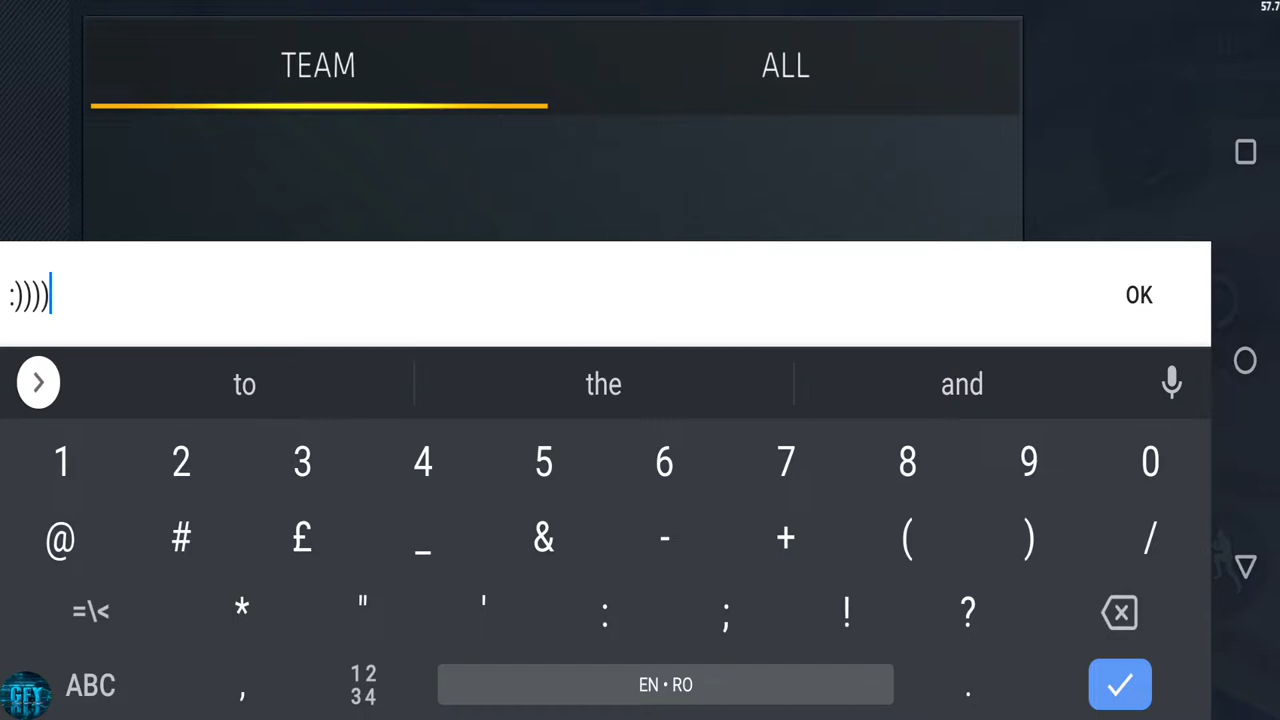 57.7
TEAM ALL
:))))
OK
to the and
1 2 3 4 5 6 7 8 9 0
@ # £ _ & - + ( ) /
=\< * " ' : ; ! ?
ABC , 12 34 EN • RO .
GFY